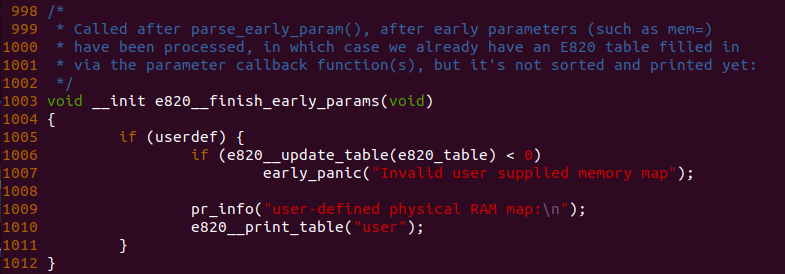 998 /*
999  * Called after parse_early_param(), after early parameters (such as mem=)
1000  * have been processed, in which case we already have an E820 table filled in
1001  * via the parameter callback function(s), but it's not sorted and printed yet:
1002  */
1003 void __init e820__finish_early_params(void)
1004 {
1005         if (userdef) {
1006                 if (e820__update_table(e820_table) < 0)
1007                         early_panic("Invalid user supplied memory map");
1008
1009                 pr_info("user-defined physical RAM map:\n");
1010                 e820__print_table("user");
1011         }
1012 }